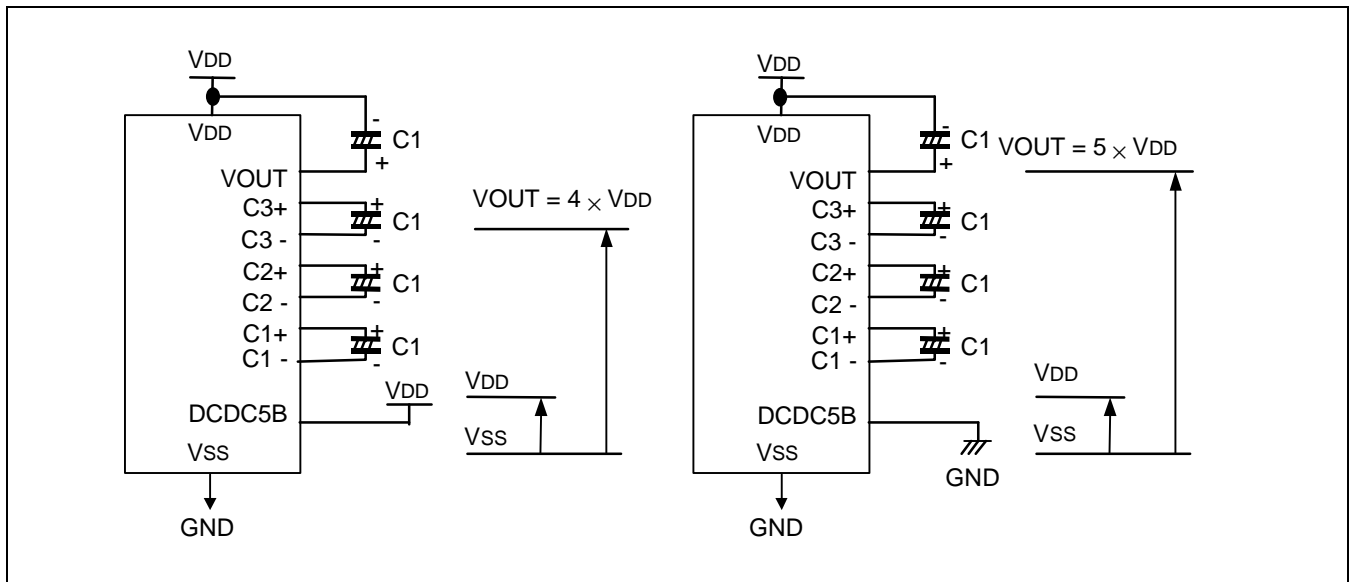 VDD
VDD
-
C1
+
VOUT
C3+
+
C1
C3 -
-
C2+
+
C1
C2 -
-
C1+
+
C1
C1 -
-
VDD
DCDC5B
VSS
GND
VOUT = 4 × VDD
VDD
VSS
VDD
VDD
-
C1
+
VOUT
C3+
+
C1
C3 -
-
C2+
+
C1
C2 -
-
C1+
+
C1
C1 -
-
DCDC5B
GND
VSS
GND
VOUT = 5 × VDD
VDD
VSS